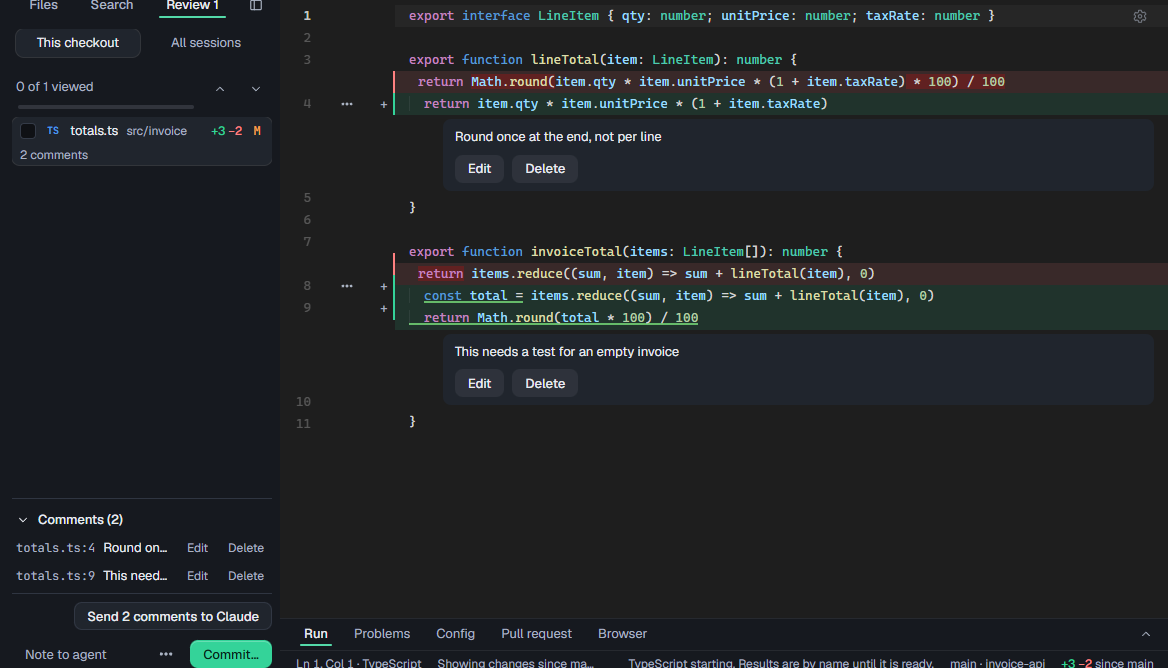 Files Search Review 1
This checkout All sessions
0 of 1 viewed
TS totals.ts src/invoice +3 −2 M
2 comments
Comments (2)
totals.ts:4 Round on… Edit Delete
totals.ts:9 This need… Edit Delete
Send 2 comments to Claude
Note to agent ••• Commit…
1 export interface LineItem { qty: number; unitPrice: number; taxRate: number }
2
3 export function lineTotal(item: LineItem): number {
return Math.round(item.qty * item.unitPrice * (1 + item.taxRate) * 100) / 100
4 ••• + return item.qty * item.unitPrice * (1 + item.taxRate)
Round once at the end, not per line
Edit Delete
5 }
6
7 export function invoiceTotal(items: LineItem[]): number {
return items.reduce((sum, item) => sum + lineTotal(item), 0)
8 ••• + const total = items.reduce((sum, item) => sum + lineTotal(item), 0)
9 + return Math.round(total * 100) / 100
This needs a test for an empty invoice
Edit Delete
10 }
11
Run Problems Config Pull request Browser
Ln 1, Col 1 · TypeScript Showing changes since ma… TypeScript starting. Results are by name until it is ready. main · invoice-api +3 −2 since main